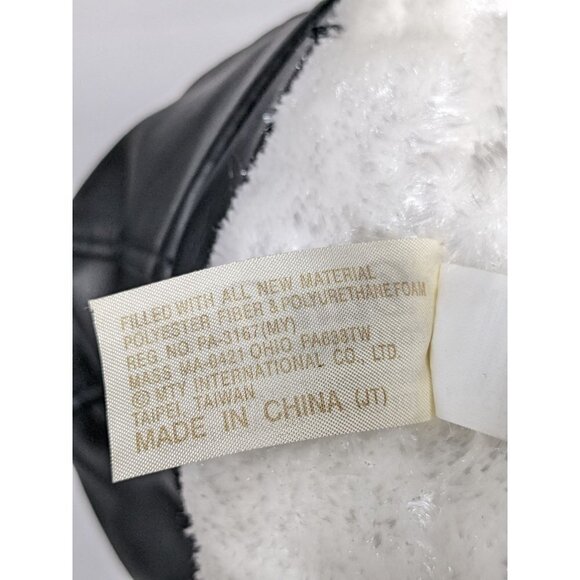 FILLED WITH ALL NEW MATERIAL
POLYESTER FIBER & POLYURETHANE FOAM
REG. NO PA-3167(MY)
MASS. MA-0421 OHIO PA688TW
© MTY INTERNATIONAL CO., LTD.
TAIPEI, TAIWAN
MADE IN CHINA (JT)